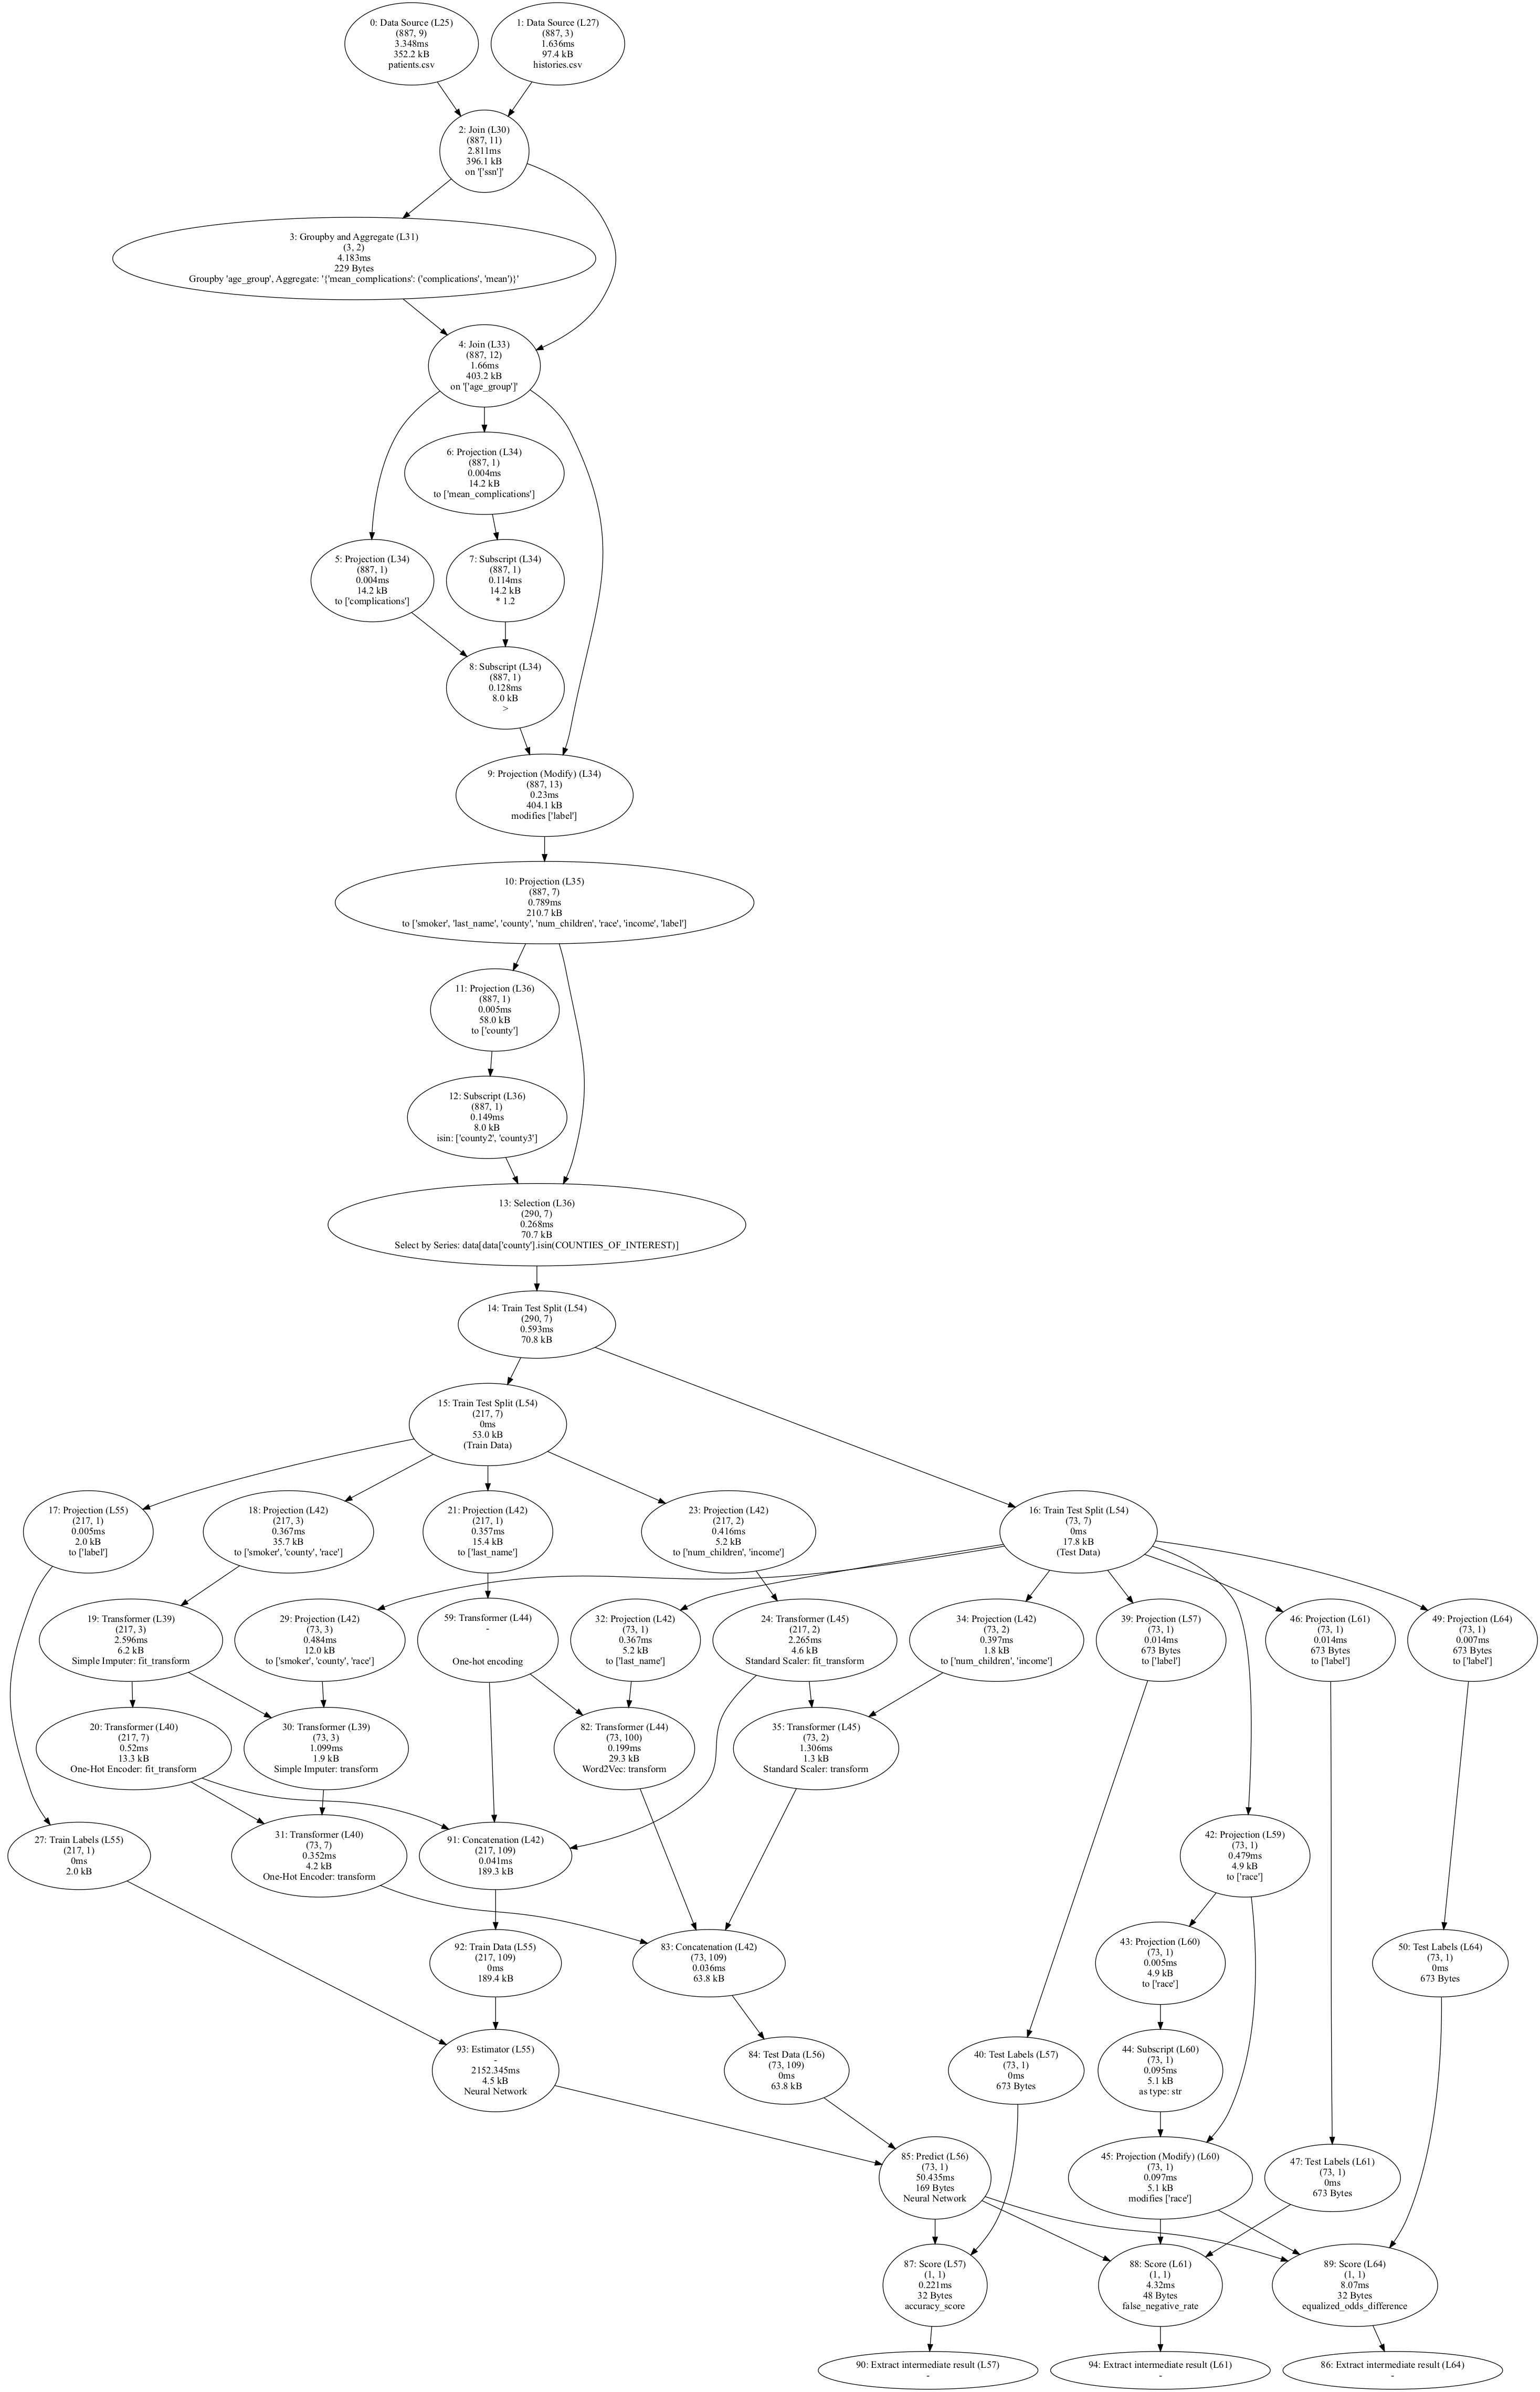 0: Data Source (L25)
(887, 9)
3.348ms
352.2 kB
patients.csv
1: Data Source (L27)
(887, 3)
1.636ms
97.4 kB
histories.csv
2: Join (L30)
(887, 11)
2.811ms
396.1 kB
on '['ssn']'
3: Groupby and Aggregate (L31)
(3, 2)
4.183ms
229 Bytes
Groupby 'age_group', Aggregate: '{'mean_complications': ('complications', 'mean')}'
4: Join (L33)
(887, 12)
1.66ms
403.2 kB
on '['age_group']'
6: Projection (L34)
(887, 1)
0.004ms
14.2 kB
to ['mean_complications']
5: Projection (L34)
(887, 1)
0.004ms
14.2 kB
to ['complications']
7: Subscript (L34)
(887, 1)
0.114ms
14.2 kB
* 1.2
8: Subscript (L34)
(887, 1)
0.128ms
8.0 kB
>
9: Projection (Modify) (L34)
(887, 13)
0.23ms
404.1 kB
modifies ['label']
10: Projection (L35)
(887, 7)
0.789ms
210.7 kB
to ['smoker', 'last_name', 'county', 'num_children', 'race', 'income', 'label']
11: Projection (L36)
(887, 1)
0.005ms
58.0 kB
to ['county']
12: Subscript (L36)
(887, 1)
0.149ms
8.0 kB
isin: ['county2', 'county3']
13: Selection (L36)
(290, 7)
0.268ms
70.7 kB
Select by Series: data[data['county'].isin(COUNTIES_OF_INTEREST)]
14: Train Test Split (L54)
(290, 7)
0.593ms
70.8 kB
15: Train Test Split (L54)
(217, 7)
0ms
53.0 kB
(Train Data)
17: Projection (L55)
(217, 1)
0.005ms
2.0 kB
to ['label']
18: Projection (L42)
(217, 3)
0.367ms
35.7 kB
to ['smoker', 'county', 'race']
21: Projection (L42)
(217, 1)
0.357ms
15.4 kB
to ['last_name']
23: Projection (L42)
(217, 2)
0.416ms
5.2 kB
to ['num_children', 'income']
16: Train Test Split (L54)
(73, 7)
0ms
17.8 kB
(Test Data)
19: Transformer (L39)
(217, 3)
2.596ms
6.2 kB
Simple Imputer: fit_transform
29: Projection (L42)
(73, 3)
0.484ms
12.0 kB
to ['smoker', 'county', 'race']
59: Transformer (L44)
-
One-hot encoding
32: Projection (L42)
(73, 1)
0.367ms
5.2 kB
to ['last_name']
24: Transformer (L45)
(217, 2)
2.265ms
4.6 kB
Standard Scaler: fit_transform
34: Projection (L42)
(73, 2)
0.397ms
1.8 kB
to ['num_children', 'income']
39: Projection (L57)
(73, 1)
0.014ms
673 Bytes
to ['label']
46: Projection (L61)
(73, 1)
0.014ms
673 Bytes
to ['label']
49: Projection (L64)
(73, 1)
0.007ms
673 Bytes
to ['label']
20: Transformer (L40)
(217, 7)
0.52ms
13.3 kB
One-Hot Encoder: fit_transform
30: Transformer (L39)
(73, 3)
1.099ms
1.9 kB
Simple Imputer: transform
82: Transformer (L44)
(73, 100)
0.199ms
29.3 kB
Word2Vec: transform
35: Transformer (L45)
(73, 2)
1.306ms
1.3 kB
Standard Scaler: transform
27: Train Labels (L55)
(217, 1)
0ms
2.0 kB
31: Transformer (L40)
(73, 7)
0.352ms
4.2 kB
One-Hot Encoder: transform
91: Concatenation (L42)
(217, 109)
0.041ms
189.3 kB
42: Projection (L59)
(73, 1)
0.479ms
4.9 kB
to ['race']
92: Train Data (L55)
(217, 109)
0ms
189.4 kB
83: Concatenation (L42)
(73, 109)
0.036ms
63.8 kB
43: Projection (L60)
(73, 1)
0.005ms
4.9 kB
to ['race']
50: Test Labels (L64)
(73, 1)
0ms
673 Bytes
93: Estimator (L55)
-
2152.345ms
4.5 kB
Neural Network
84: Test Data (L56)
(73, 109)
0ms
63.8 kB
40: Test Labels (L57)
(73, 1)
0ms
673 Bytes
44: Subscript (L60)
(73, 1)
0.095ms
5.1 kB
as type: str
85: Predict (L56)
(73, 1)
50.435ms
169 Bytes
Neural Network
45: Projection (Modify) (L60)
(73, 1)
0.097ms
5.1 kB
modifies ['race']
47: Test Labels (L61)
(73, 1)
0ms
673 Bytes
87: Score (L57)
(1, 1)
0.221ms
32 Bytes
accuracy_score
88: Score (L61)
(1, 1)
4.32ms
48 Bytes
false_negative_rate
89: Score (L64)
(1, 1)
8.07ms
32 Bytes
equalized_odds_difference
90: Extract intermediate result (L57)
-
94: Extract intermediate result (L61)
-
86: Extract intermediate result (L64)
-